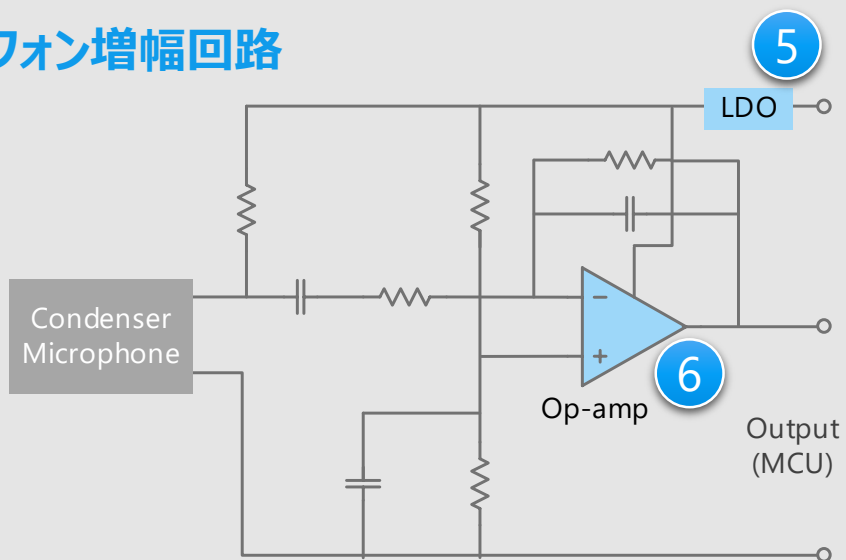 フォン増幅回路
5
LDO
Condenser
Microphone
−
+
6
Op-amp
Output
(MCU)